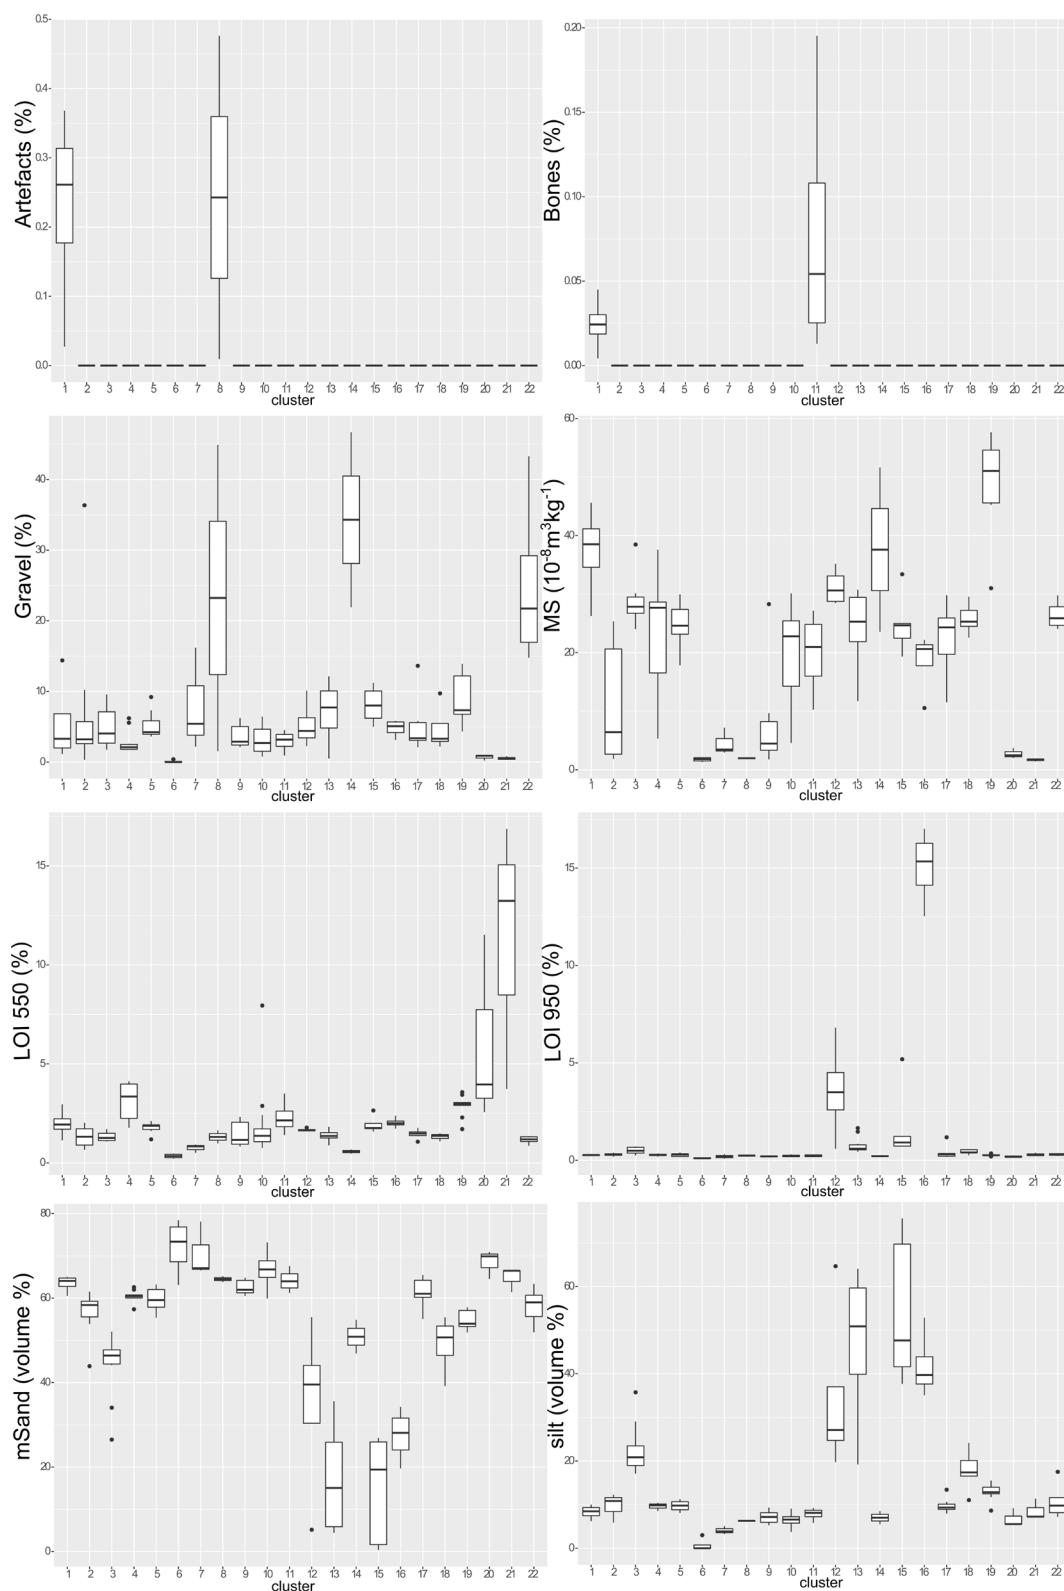 Artefacts (%)
0.5
0.4
0.3
0.2
0.1
0.0
1 2 3 4 5 6 7 8 9 10 11 12 13 14 15 16 17 18 19 20 21 22
cluster
Bones (%)
0.20
0.15
0.10
0.05
0.00
1 2 3 4 5 6 7 8 9 10 11 12 13 14 15 16 17 18 19 20 21 22
cluster
Gravel (%)
40
30
20
10
0
1 2 3 4 5 6 7 8 9 10 11 12 13 14 15 16 17 18 19 20 21 22
cluster
MS (10⁻⁸m³kg⁻¹)
60
40
20
0
1 2 3 4 5 6 7 8 9 10 11 12 13 14 15 16 17 18 19 20 21 22
cluster
LOI 550 (%)
15
10
5
0
1 2 3 4 5 6 7 8 9 10 11 12 13 14 15 16 17 18 19 20 21 22
cluster
LOI 950 (%)
15
10
5
0
1 2 3 4 5 6 7 8 9 10 11 12 13 14 15 16 17 18 19 20 21 22
cluster
mSand (volume %)
80
60
40
20
0
1 2 3 4 5 6 7 8 9 10 11 12 13 14 15 16 17 18 19 20 21 22
cluster
silt (volume %)
60
40
20
0
1 2 3 4 5 6 7 8 9 10 11 12 13 14 15 16 17 18 19 20 21 22
cluster